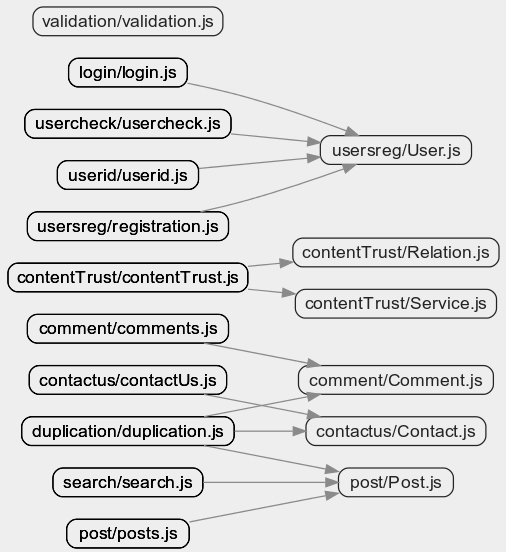 validation/validation.js
login/login.js
usercheck/usercheck.js
usersreg/User.js
userid/userid.js
usersreg/registration.js
contentTrust/Relation.js
contentTrust/contentTrust.js
contentTrust/Service.js
comment/comments.js
contactus/contactUs.js
comment/Comment.js
duplication/duplication.js
contactus/Contact.js
search/search.js
post/Post.js
post/posts.js